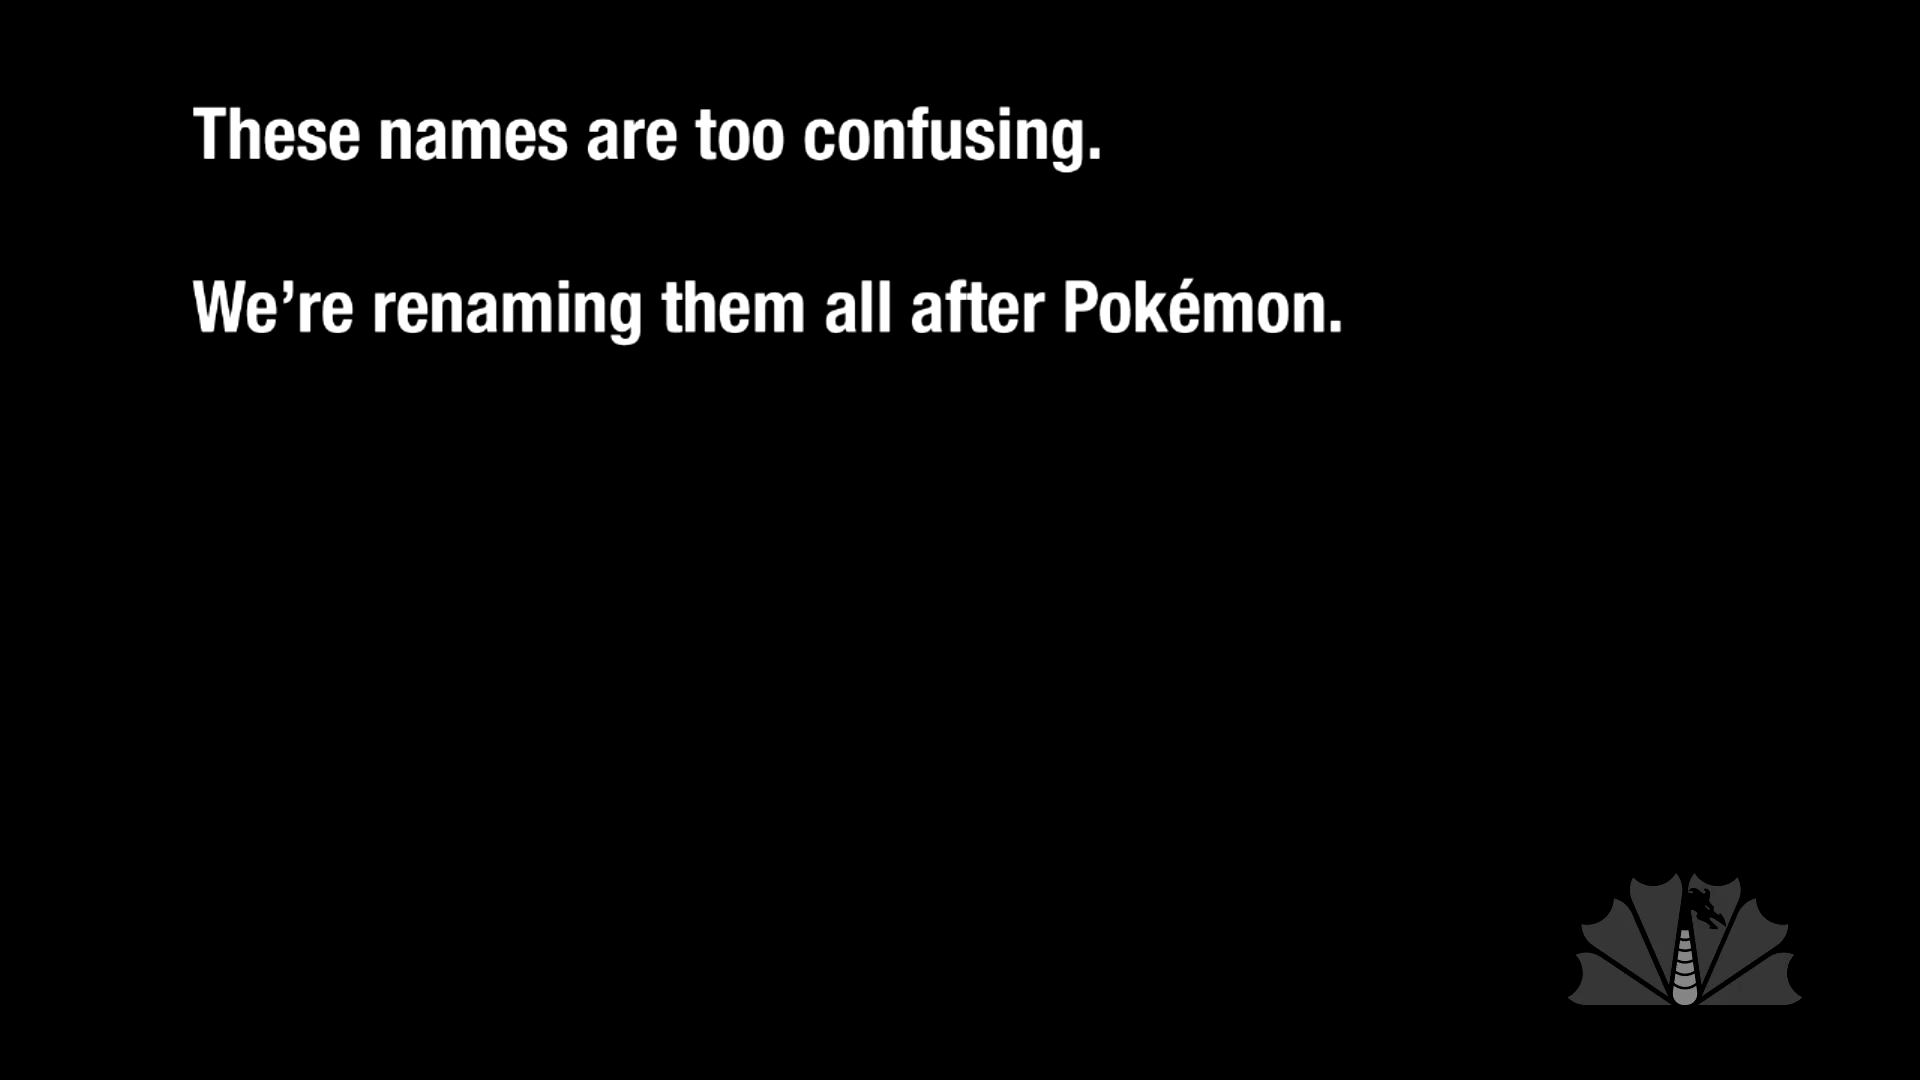 These names are too confusing.
We’re renaming them all after Pokémon.